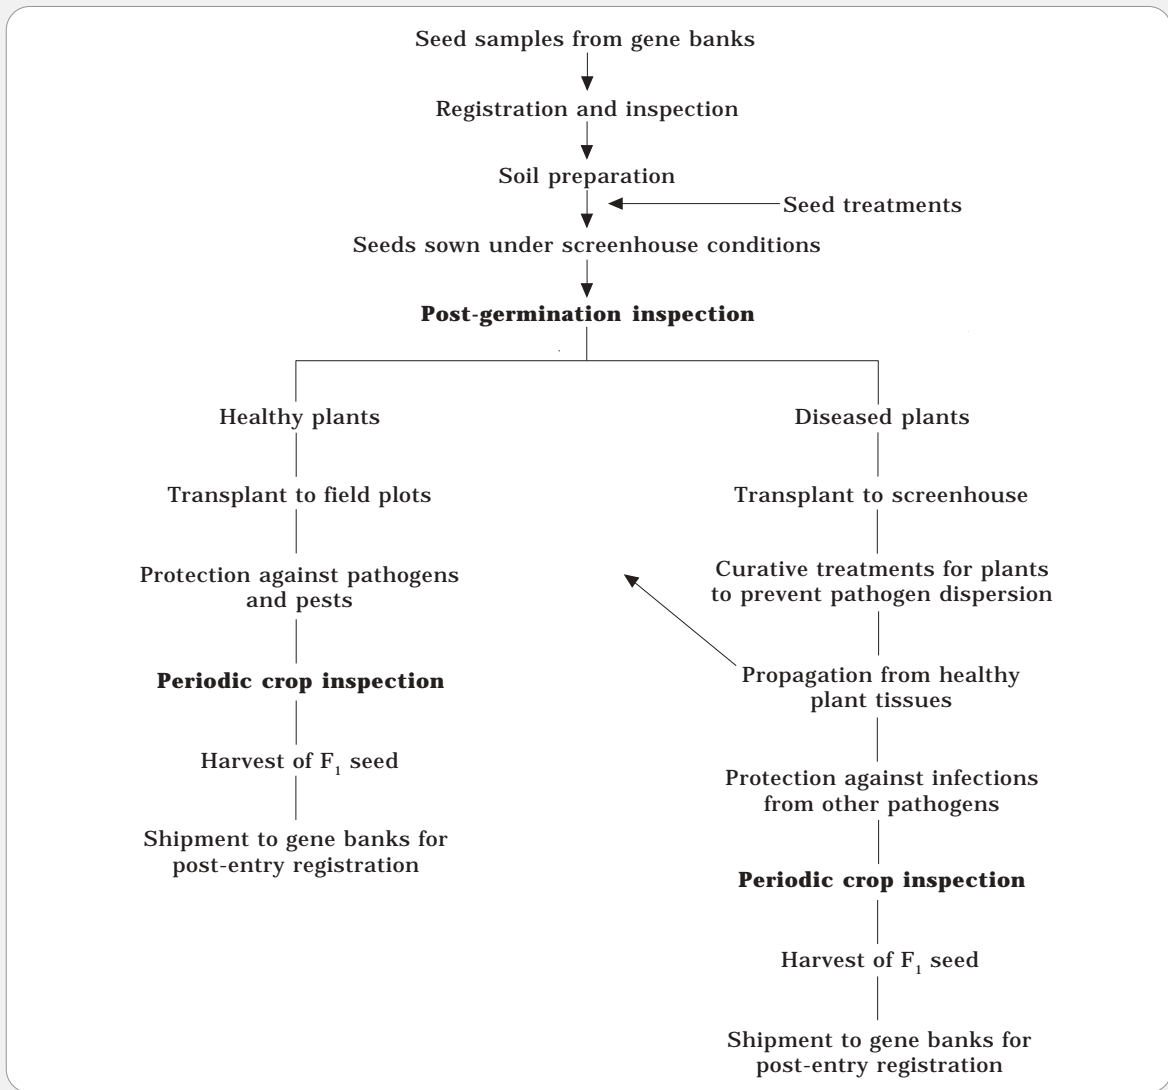 Seed samples from gene banks
Registration and inspection
Soil preparation
Seed treatments
Seeds sown under screenhouse conditions
Post-germination inspection
Healthy plants
Transplant to field plots
Protection against pathogens
and pests
Periodic crop inspection
Harvest of F₁ seed
Shipment to gene banks for
post-entry registration
Diseased plants
Transplant to screenhouse
Curative treatments for plants
to prevent pathogen dispersion
Propagation from healthy
plant tissues
Protection against infections
from other pathogens
Periodic crop inspection
Harvest of F₁ seed
Shipment to gene banks for
post-entry registration